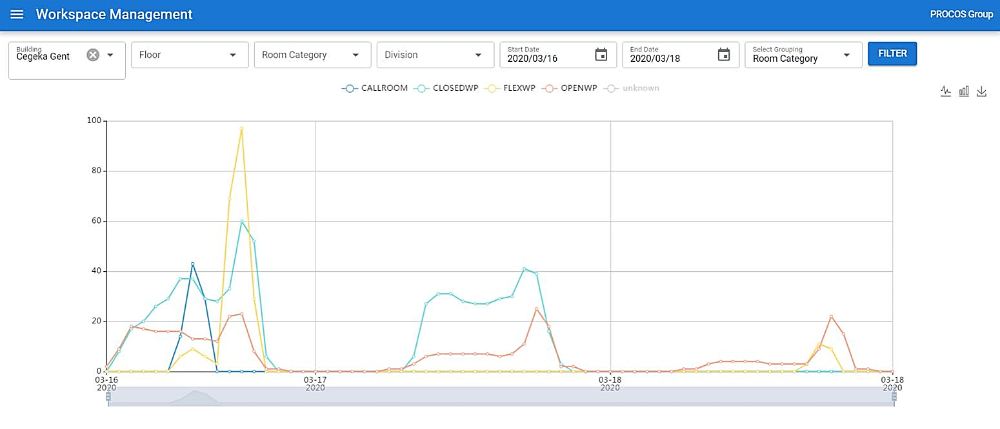 Workspace Management
PROCOS Group
Building
Cegeka Gent
Floor
Room Category
Division
Start Date
2020/03/16
End Date
2020/03/18
Select Grouping
Room Category
FILTER
CALLROOM CLOSEDWP FLEXWP OPENWP unknown
100
80
60
40
20
0
03-16
2020
03-17
2020
03-18
2020
03-18
2020